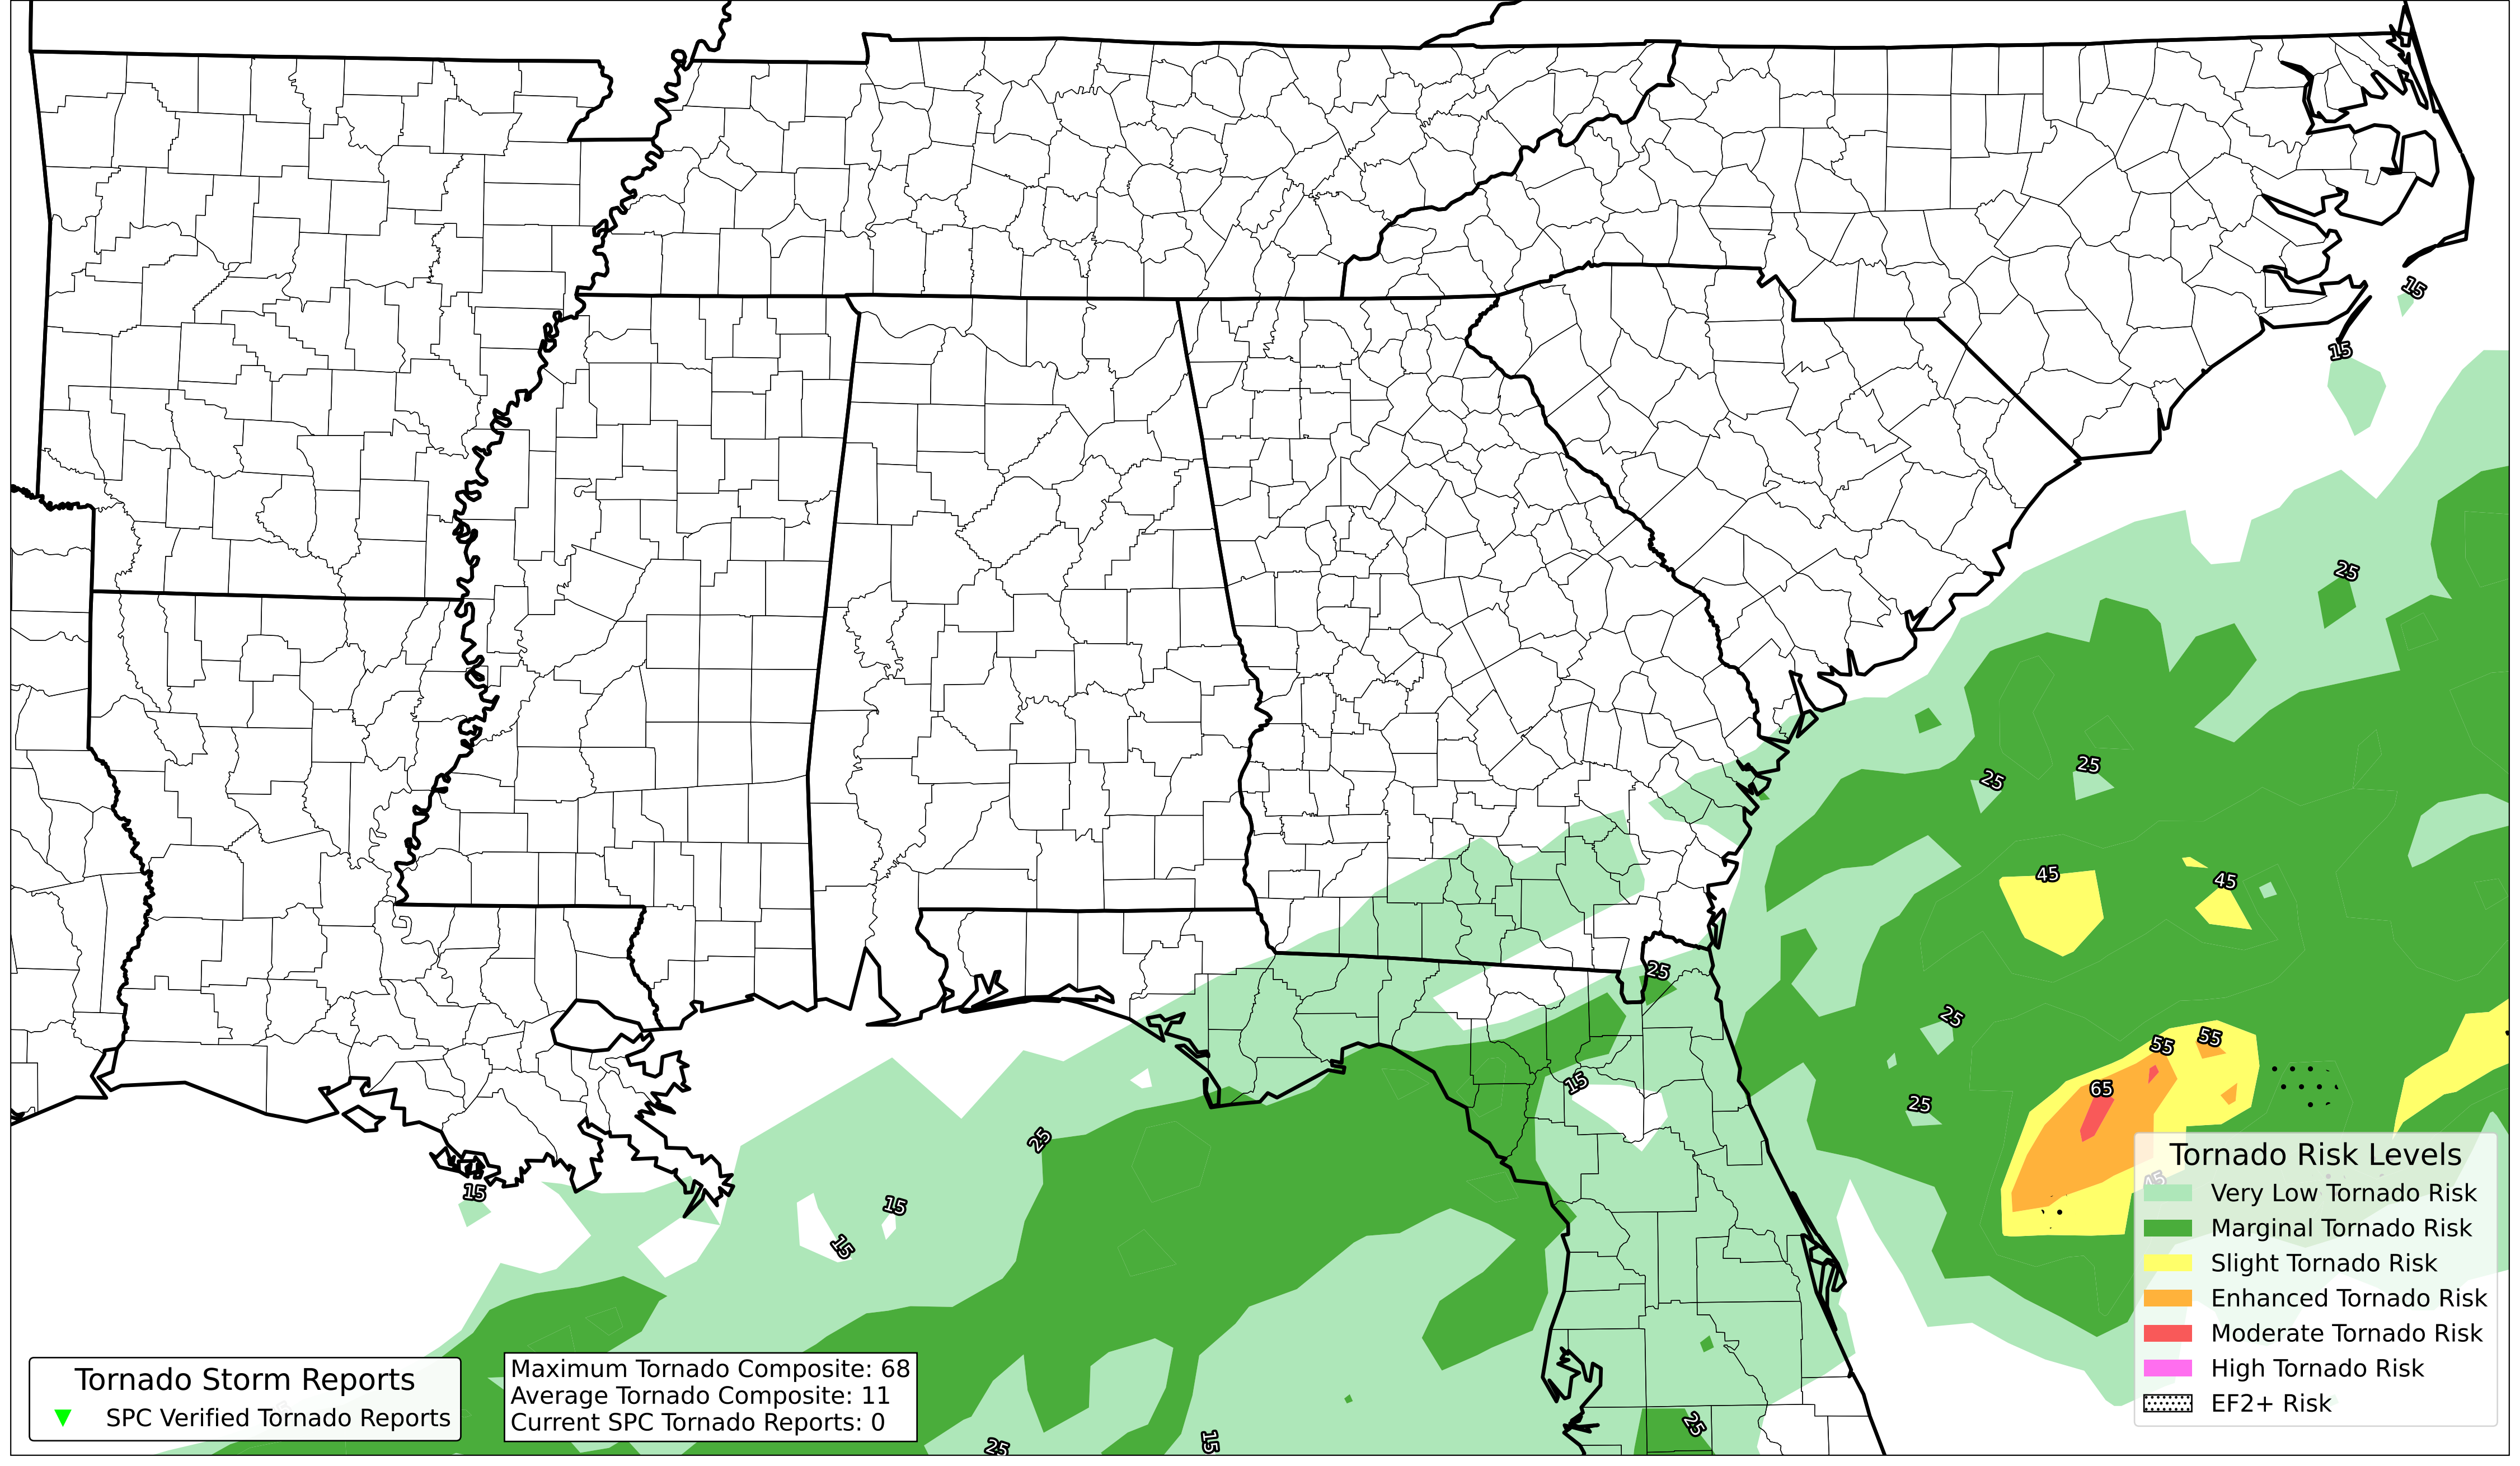 15
15
25
25
25
45
45
25
25
15
55
55
65
25
25
15
15
15
45
25
15
25
Tornado Risk Levels
Very Low Tornado Risk
Marginal Tornado Risk
Slight Tornado Risk
Enhanced Tornado Risk
Moderate Tornado Risk
High Tornado Risk
EF2+ Risk
Tornado Storm Reports
SPC Verified Tornado Reports
Maximum Tornado Composite: 68
Average Tornado Composite: 11
Current SPC Tornado Reports: 0
25